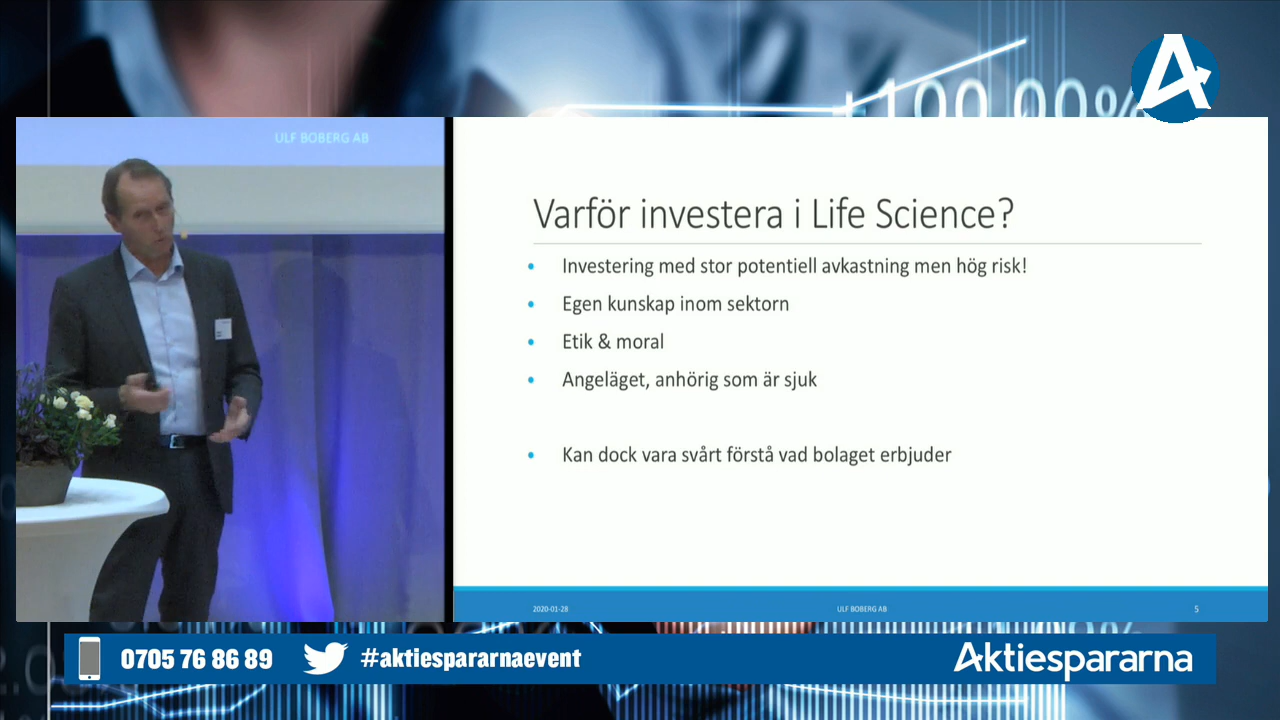 +100,00%
ULF BOBERG AB
Varför investera i Life Science?
• Investering med stor potentiell avkastning men hög risk!
• Egen kunskap inom sektorn
• Etik & moral
• Angeläget, anhörig som är sjuk
• Kan dock vara svårt förstå vad bolaget erbjuder
2020-01-28
ULF BOBERG AB
5
0705 76 86 89
#aktiespararnaevent
Aktiespararna